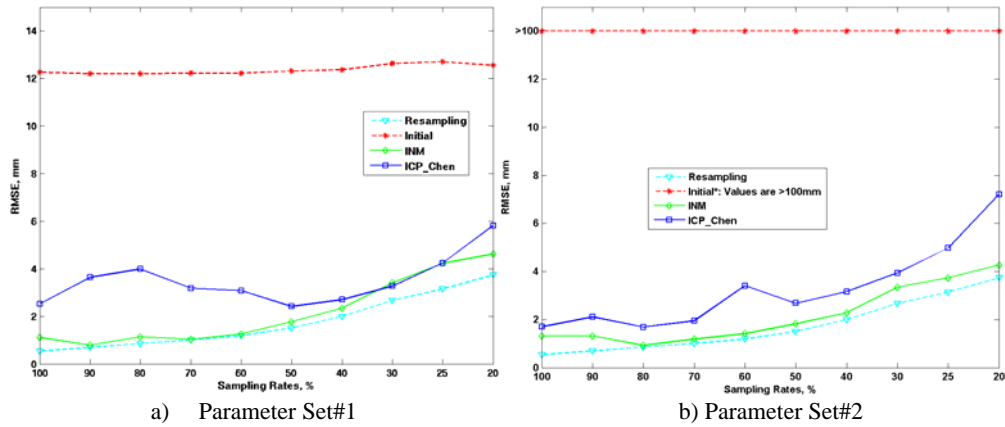 14
12
10
8
6
4
2
0
RMSE, mm
Resampling
Initial
INM
ICP_Chen
100 90 80 70 60 50 40 30 25 20
Sampling Rates, %
a) Parameter Set#1
>100
12
10
8
6
4
2
0
RMSE, mm
Resampling
Initial*: Values are >100mm
INM
ICP_Chen
100 90 80 70 60 50 40 30 25 20
Sampling Rates, %
b) Parameter Set#2